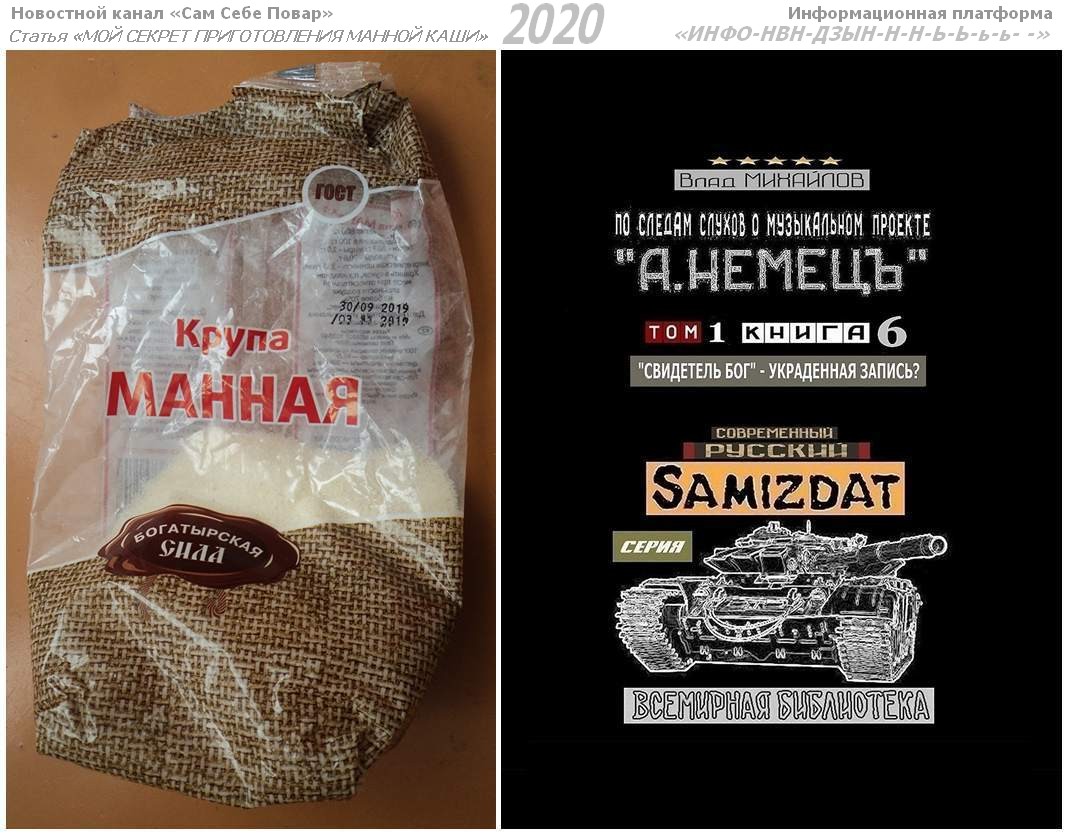 Новостной канал «Сам Себе Повар»
Статья «МОЙ СЕКРЕТ ПРИГОТОВЛЕНИЯ МАННОЙ КАШИ»
2020
Информационная платформа
«ИНФО-НВН-ДЗЫН-Н-Н-Ь-Ь-Ь-Ь- -»
ГОСТ
30/09 2019
Крупа
МАННАЯ
БОГАТЫРСКАЯ
СИЛА
Влад МИХАЙЛОВ
ПО СЛЕДАМ СЛУХОВ О МУЗЫКАЛЬНОМ ПРОЕКТЕ
"А.НЕМЕЦЪ"
ТОМ 1 КНИГА 6
"СВИДЕТЕЛЬ БОГ" - УКРАДЕННАЯ ЗАПИСЬ?
СОВРЕМЕННЫЙ
РУССКИЙ
SAMIZDAT
СЕРИЯ
ВСЕМИРНАЯ БИБЛИОТЕКА